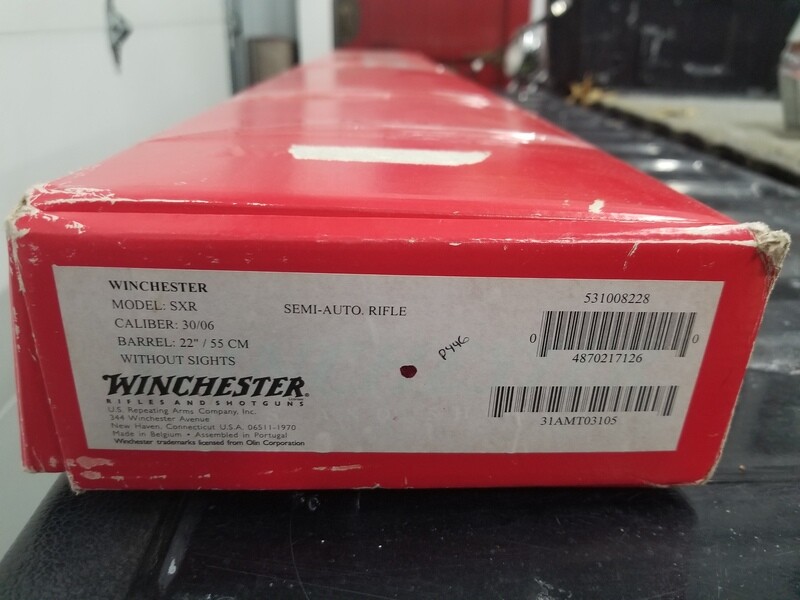 WINCHESTER
MODEL: SXR
SEMI-AUTO. RIFLE
CALIBER: 30/06
BARREL: 22" / 55 CM
WITHOUT SIGHTS
WINCHESTER®
RIFLES AND SHOTGUNS
U.S. Repeating Arms Company, Inc.
344 Winchester Avenue
New Haven, Connecticut U.S.A. 06511-1970
Made in Belgium • Assembled in Portugal
Winchester trademarks licensed from Olin Corporation
P446
531008228
0 4870217126 0
31AMT03105